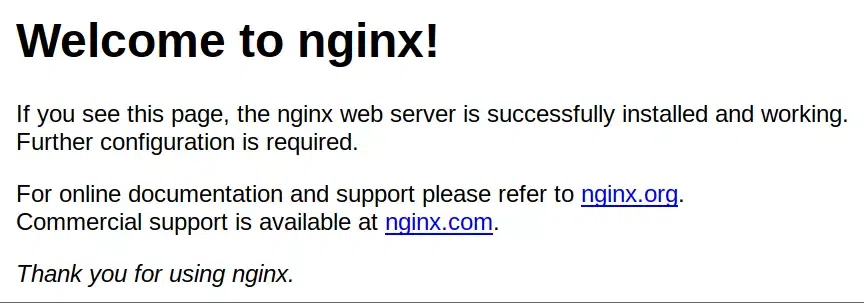 Welcome to nginx!
If you see this page, the nginx web server is successfully installed and working.
Further configuration is required.
For online documentation and support please refer to nginx.org.
Commercial support is available at nginx.com.
Thank you for using nginx.